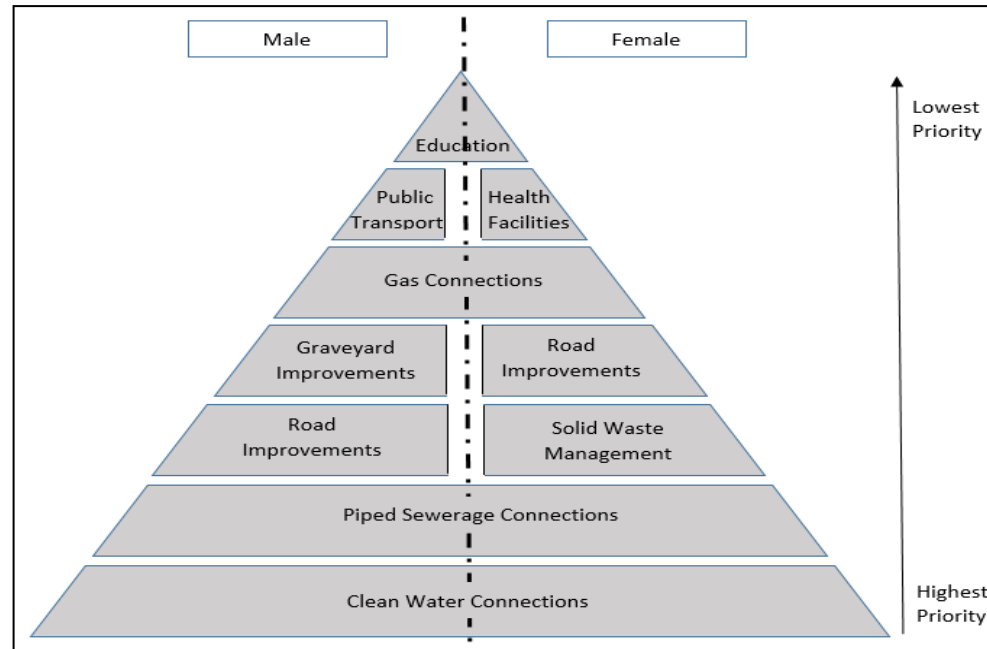 Male
Female
Lowest
Priority
Education
Public
Transport
Health
Facilities
Gas Connections
Graveyard
Improvements
Road
Improvements
Road
Improvements
Solid Waste
Management
Piped Sewerage Connections
Clean Water Connections
Highest
Priority